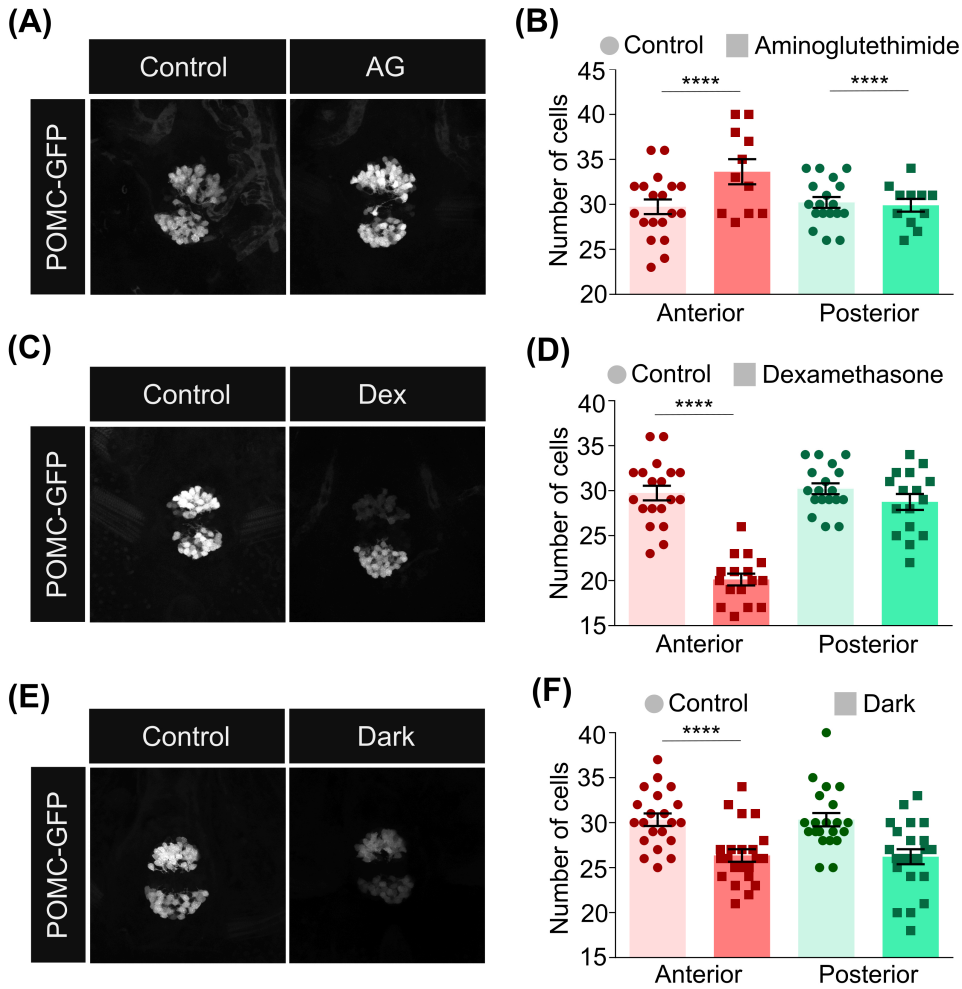 (A)
Control AG
POMC-GFP
(B)
Control Aminoglutethimide
Number of cells
45
40
35
30
25
20
**** ****
Anterior Posterior
(C)
Control Dex
POMC-GFP
(D)
Control Dexamethasone
Number of cells
40
35
30
25
20
15
****
Anterior Posterior
(E)
Control Dark
POMC-GFP
(F)
Control Dark
Number of cells
40
35
30
25
20
15
****
Anterior Posterior